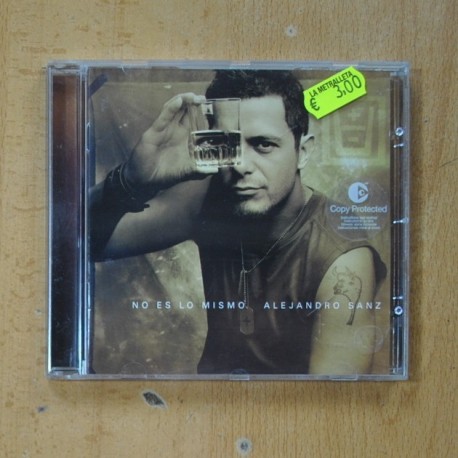 LA METRALLETA
€ 3,00
Copy Protected
NO ES LO MISMO. ALEJANDRO SANZ